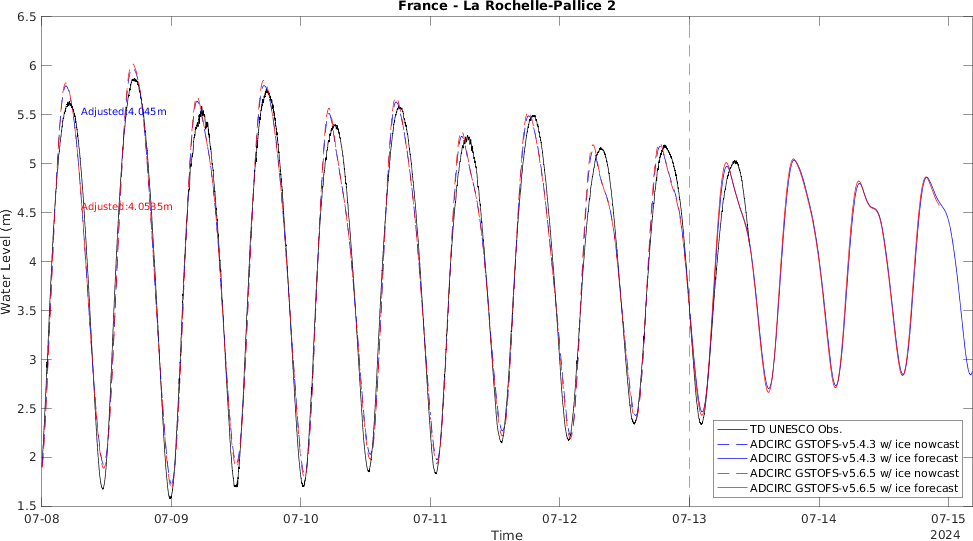 France - La Rochelle-Pallice 2
6.5
6
5.5
5
4.5
4
3.5
3
2.5
2
1.5
Water Level (m)
Adjusted:4.045m
Adjusted:4.0535m
TD UNESCO Obs.
ADCIRC GSTOFS-v5.4.3 w/ ice nowcast
ADCIRC GSTOFS-v5.4.3 w/ ice forecast
ADCIRC GSTOFS-v5.6.5 w/ ice nowcast
ADCIRC GSTOFS-v5.6.5 w/ ice forecast
07-08 07-09 07-10 07-11 07-12 07-13 07-14 07-15
Time
2024